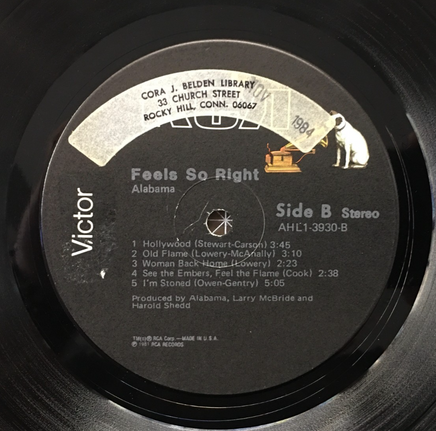 CORA J. BELDEN LIBRARY
33 CHURCH STREET
ROCKY HILL, CONN. 06067
NOV 1984
RCA
Victor
Feels So Right
Alabama
Side B Stereo
AHL1-3930-B
1 Hollywood (Stewart-Carson) 3:45
2 Old Flame (Lowery-McAnally) 3:10
3 Woman Back Home (Lowery) 2:23
4 See the Embers, Feel the Flame (Cook) 2:38
5 I'm Stoned (Owen-Gentry) 5:05
Produced by Alabama, Larry McBride and
Harold Shedd
TMK(s) ® RCA Corp.—MADE IN U.S.A.
℗ 1981 RCA RECORDS